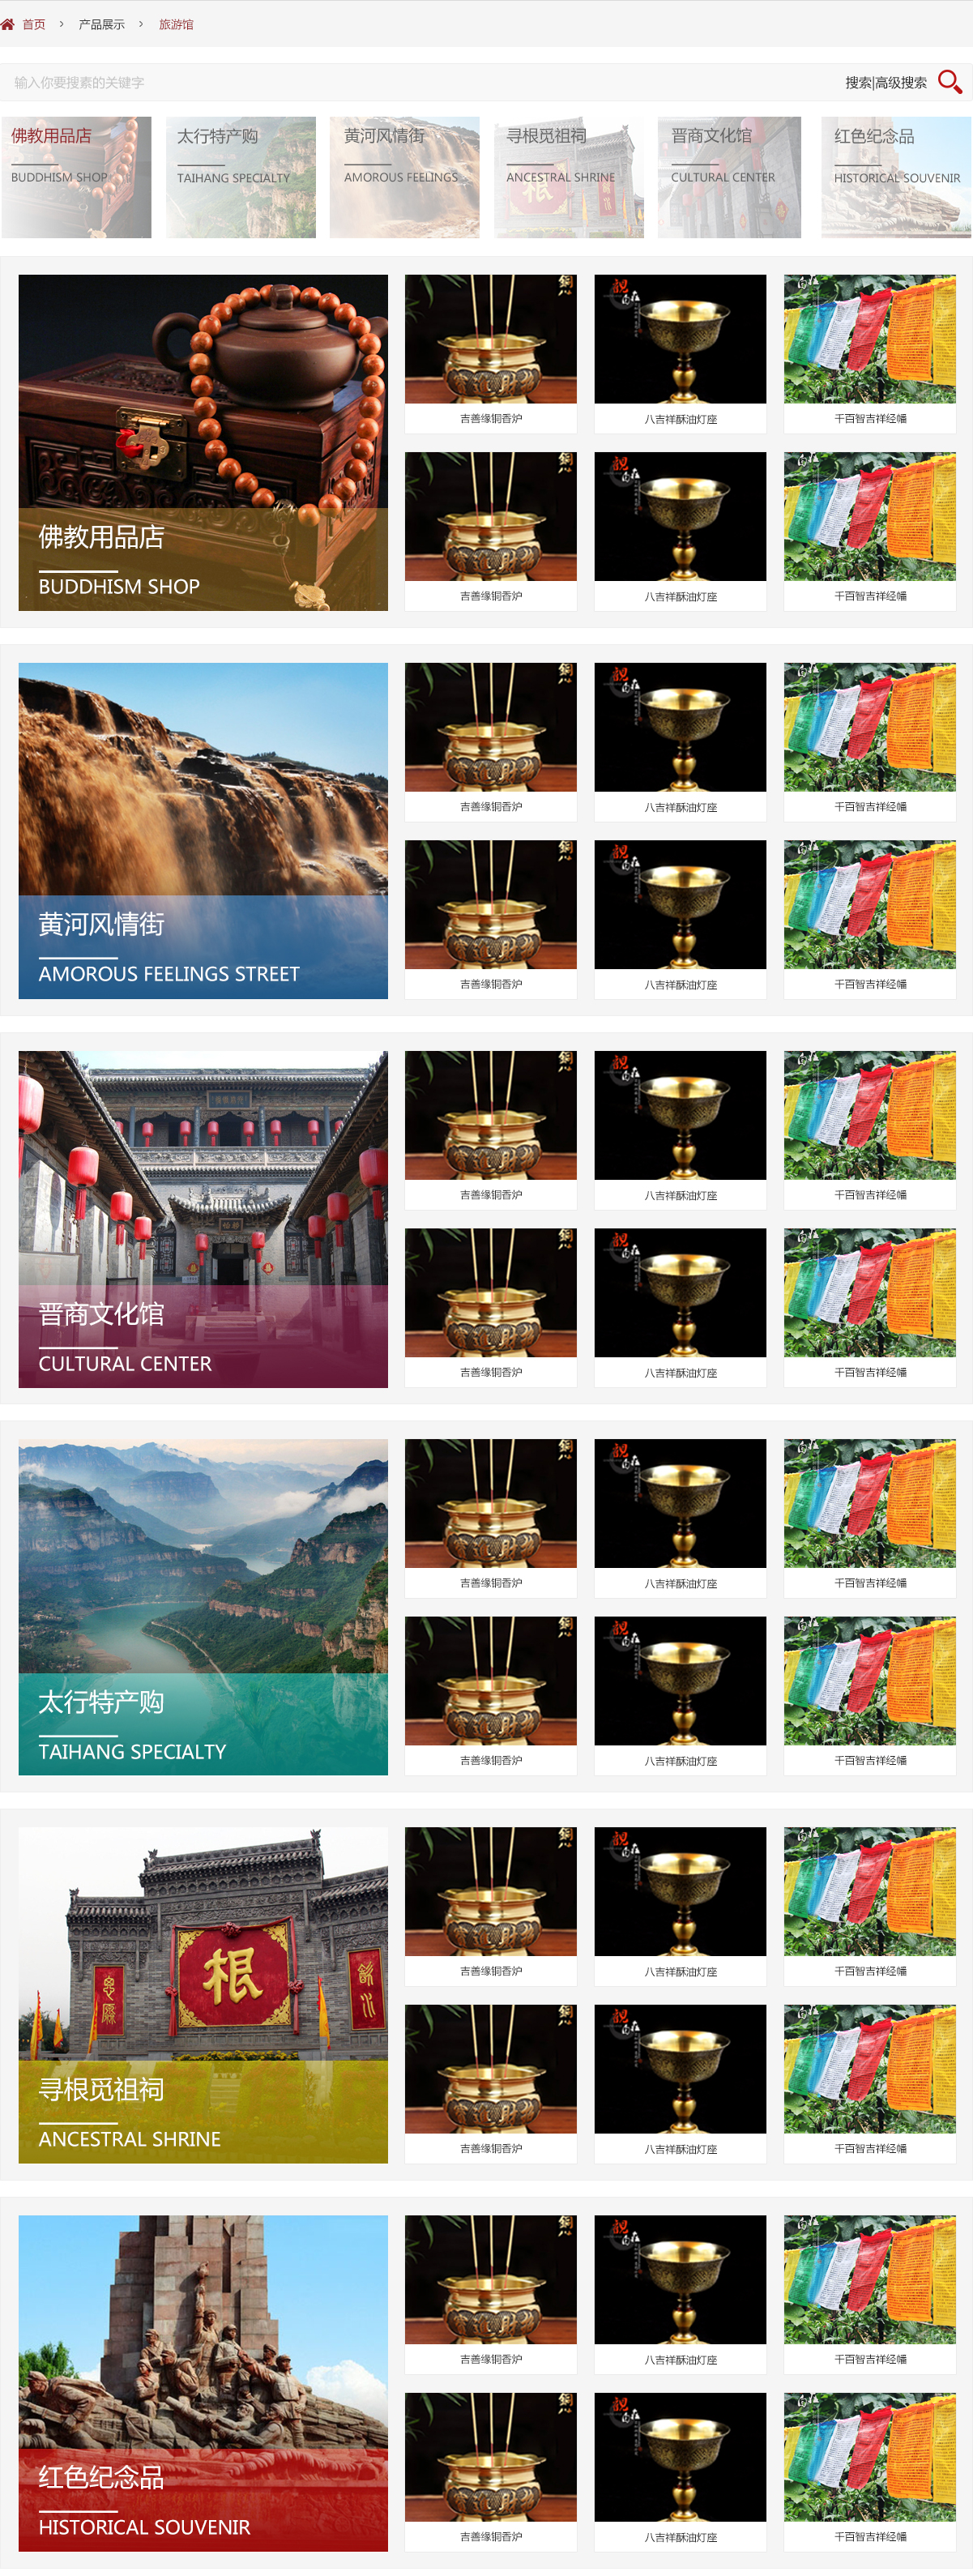 首页 › 产品展示 › 旅游馆
输入你要搜素的关键字
搜索|高级搜索
佛教用品店
BUDDHISM SHOP
太行特产购
TAIHANG SPECIALTY
黄河风情街
AMOROUS FEELINGS
寻根觅祖祠
ANCESTRAL SHRINE
晋商文化馆
CULTURAL CENTER
红色纪念品
HISTORICAL SOUVENIR
佛教用品店
BUDDHISM SHOP
吉善缘铜香炉
八吉祥酥油灯座
千百智吉祥经幡
吉善缘铜香炉
八吉祥酥油灯座
千百智吉祥经幡
黄河风情街
AMOROUS FEELINGS STREET
吉善缘铜香炉
八吉祥酥油灯座
千百智吉祥经幡
吉善缘铜香炉
八吉祥酥油灯座
千百智吉祥经幡
晋商文化馆
CULTURAL CENTER
吉善缘铜香炉
八吉祥酥油灯座
千百智吉祥经幡
吉善缘铜香炉
八吉祥酥油灯座
千百智吉祥经幡
太行特产购
TAIHANG SPECIALTY
吉善缘铜香炉
八吉祥酥油灯座
千百智吉祥经幡
吉善缘铜香炉
八吉祥酥油灯座
千百智吉祥经幡
根
寻根觅祖祠
ANCESTRAL SHRINE
吉善缘铜香炉
八吉祥酥油灯座
千百智吉祥经幡
吉善缘铜香炉
八吉祥酥油灯座
千百智吉祥经幡
红色纪念品
HISTORICAL SOUVENIR
吉善缘铜香炉
八吉祥酥油灯座
千百智吉祥经幡
吉善缘铜香炉
八吉祥酥油灯座
千百智吉祥经幡